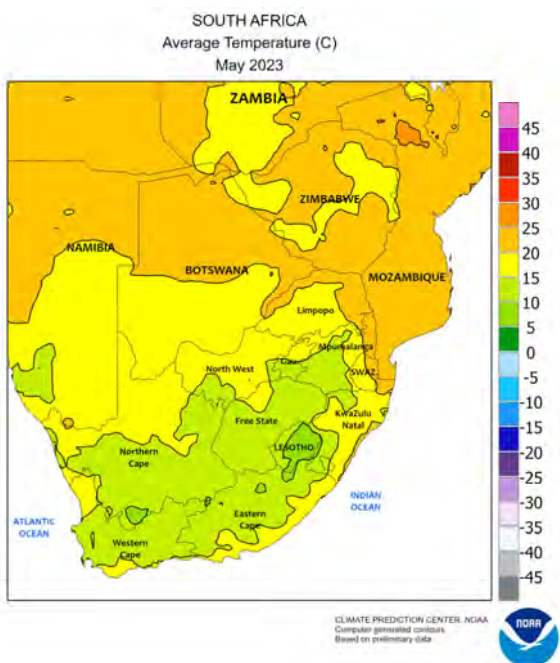 SOUTH AFRICA
Average Temperature (C)
May 2023
ZAMBIA
ZIMBABWE
NAMIBIA
BOTSWANA
MOZAMBIQUE
Limpopo
Mpumalanga
North West
Gau.
SWAZ.
Free State
KwaZulu
Natal
LESOTHO
Northern
Cape
Eastern
Cape
Western
Cape
ATLANTIC
OCEAN
INDIAN
OCEAN
45
40
35
30
25
20
15
10
5
0
-5
-10
-15
-20
-25
-30
-35
-40
-45
CLIMATE PREDICTION CENTER, NOAA
Computer generated contours
Based on preliminary data
NOAA